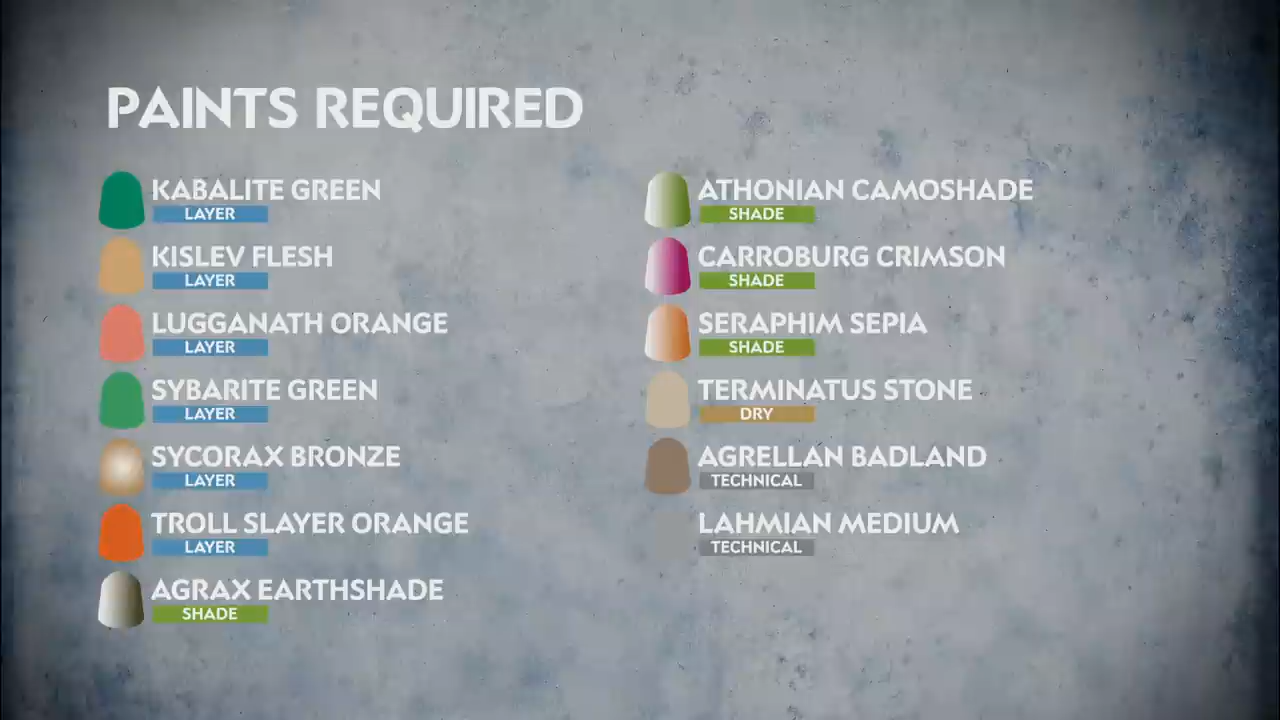 PAINTS REQUIRED
KABALITE GREEN
LAYER
KISLEV FLESH
LAYER
LUGGANATH ORANGE
LAYER
SYBARITE GREEN
LAYER
SYCORAX BRONZE
LAYER
TROLL SLAYER ORANGE
LAYER
AGRAX EARTHSHADE
SHADE
ATHONIAN CAMOSHADE
SHADE
CARROBURG CRIMSON
SHADE
SERAPHIM SEPIA
SHADE
TERMINATUS STONE
DRY
AGRELLAN BADLAND
TECHNICAL
LAHMIAN MEDIUM
TECHNICAL